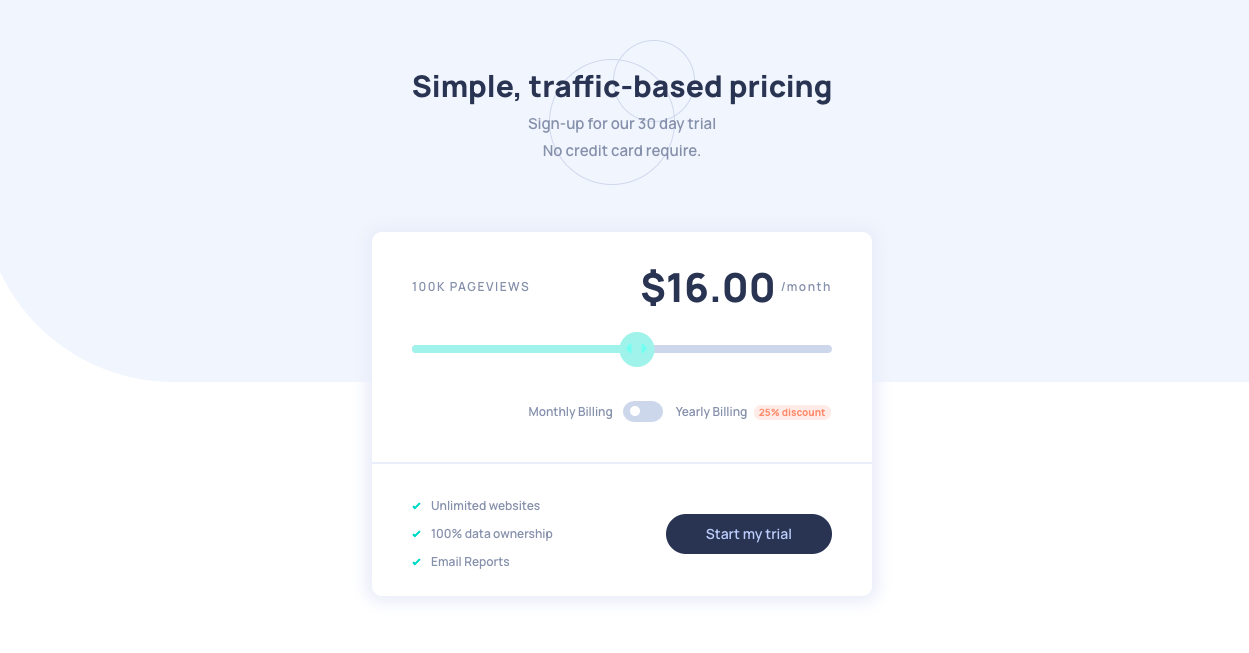 Simple, traffic-based pricing
Sign-up for our 30 day trial
No credit card require.
100K PAGEVIEWS
$16.00 /month
Monthly Billing
Yearly Billing 25% discount
Unlimited websites
100% data ownership
Email Reports
Start my trial